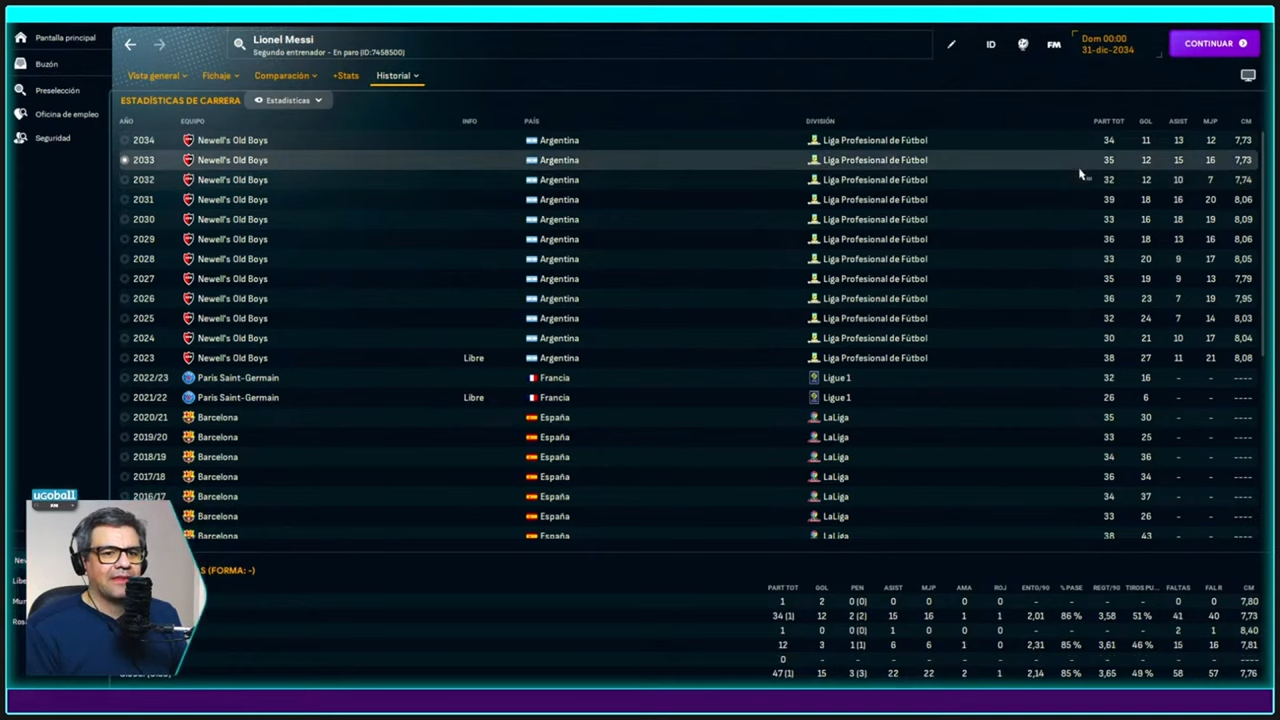 Pantalla principal
Buzón
Preselección
Oficina de empleo
Seguridad
Lionel Messi
Segundo entrenador - En paro (ID:7458500)
ID
FM
Dom 00:00
31-dic-2034
CONTINUAR
Vista general Fichaje Comparación +Stats Historial
ESTADÍSTICAS DE CARRERA Estadísticas
AÑO EQUIPO INFO PAÍS DIVISIÓN PART TOT GOL ASIST MJP CM
2034 Newell's Old Boys Argentina Liga Profesional de Fútbol 34 11 13 12 7,73
2033 Newell's Old Boys Argentina Liga Profesional de Fútbol 35 12 15 16 7,73
2032 Newell's Old Boys Argentina Liga Profesional de Fútbol 32 12 10 7 7,74
2031 Newell's Old Boys Argentina Liga Profesional de Fútbol 39 18 16 20 8,06
2030 Newell's Old Boys Argentina Liga Profesional de Fútbol 33 16 18 19 8,09
2029 Newell's Old Boys Argentina Liga Profesional de Fútbol 36 18 13 16 8,06
2028 Newell's Old Boys Argentina Liga Profesional de Fútbol 33 20 9 17 8,05
2027 Newell's Old Boys Argentina Liga Profesional de Fútbol 35 19 9 13 7,79
2026 Newell's Old Boys Argentina Liga Profesional de Fútbol 36 23 7 19 7,95
2025 Newell's Old Boys Argentina Liga Profesional de Fútbol 32 24 7 14 8,03
2024 Newell's Old Boys Argentina Liga Profesional de Fútbol 30 21 10 17 8,04
2023 Newell's Old Boys Libre Argentina Liga Profesional de Fútbol 38 27 11 21 8,08
2022/23 Paris Saint-Germain Francia Ligue 1 32 16 - - ----
2021/22 Paris Saint-Germain Libre Francia Ligue 1 26 6 - - ----
2020/21 Barcelona España LaLiga 35 30 - - ----
2019/20 Barcelona España LaLiga 33 25 - - ----
2018/19 Barcelona España LaLiga 34 36 - - ----
2017/18 Barcelona España LaLiga 36 34 - - ----
2016/17 Barcelona España LaLiga 34 37 - - ----
Barcelona España LaLiga 33 26 - - ----
Barcelona España LaLiga 38 43 - - ----
ugoball
FM
S (FORMA: -)
PART TOT GOL PEN ASIST MJP AMA ROJ ENTG/90 % PASE REGT/90 TIROS PU... FALTAS FAL R CM
1 2 0 (0) 0 0 0 0 - - - - 0 0 7,80
34 (1) 12 2 (2) 15 16 1 1 2,01 86 % 3,58 51 % 41 40 7,73
1 0 0 (0) 1 0 0 0 - - - - 2 1 8,40
12 3 1 (1) 6 6 1 0 2,31 85 % 3,61 46 % 15 16 7,81
0 - - - - - - - - - - - - ----
47 (1) 15 3 (3) 22 22 2 1 2,14 85 % 3,65 49 % 58 57 7,76